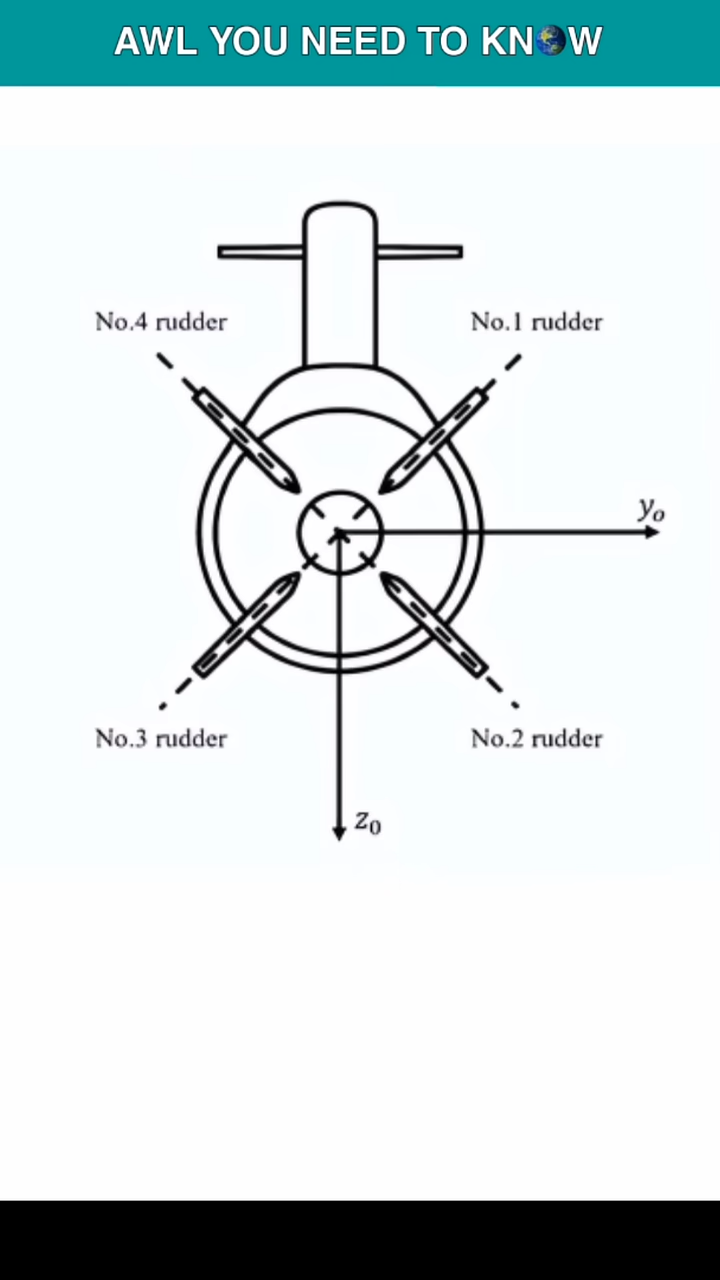 AWL YOU NEED TO KN🌏W
No.4 rudder
No.1 rudder
yₒ
No.3 rudder
No.2 rudder
z₀